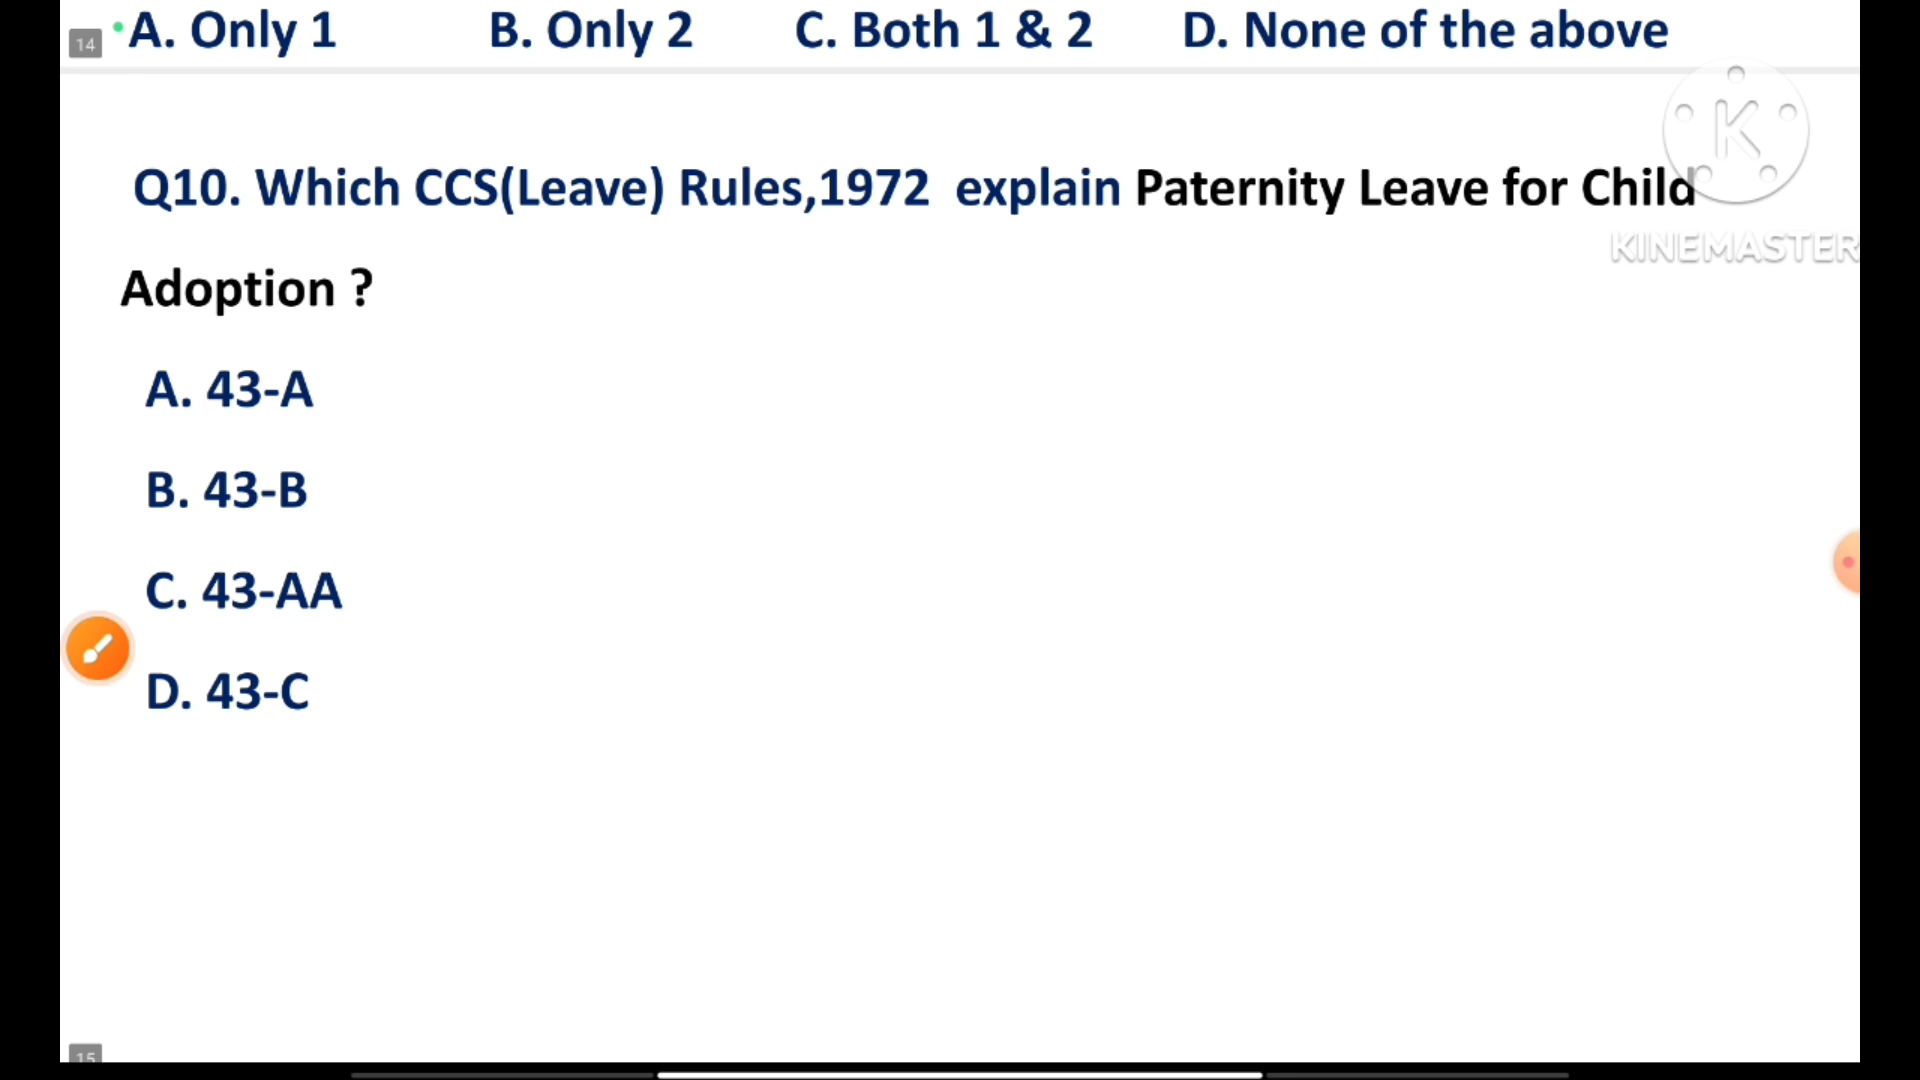 14
A. Only 1 B. Only 2 C. Both 1 & 2 D. None of the above
K
Q10. Which CCS(Leave) Rules,1972 explain Paternity Leave for Child
KINEMASTER
Adoption ?
A. 43-A
B. 43-B
C. 43-AA
D. 43-C
15